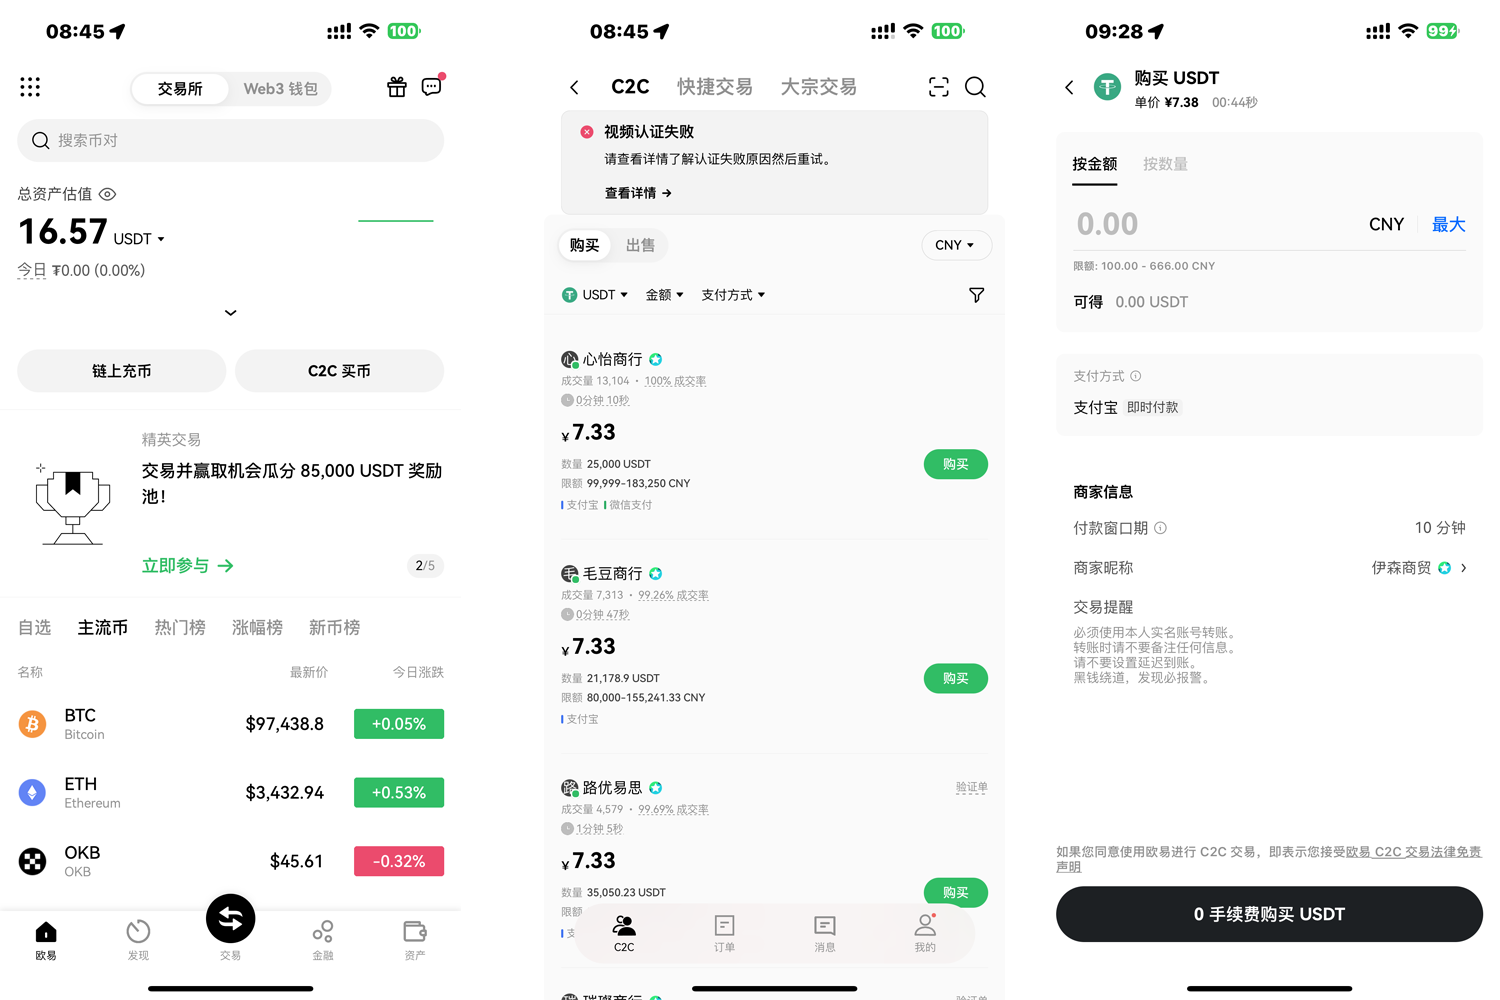 08:45
100
交易所
Web3 钱包
搜索币对
总资产估值
16.57 USDT
今日 ₮0.00 (0.00%)
链上充币
C2C 买币
精英交易
交易并赢取机会瓜分 85,000 USDT 奖励
池！
立即参与
2/5
自选 主流币 热门榜 涨幅榜 新币榜
名称 最新价 今日涨跌
BTC
Bitcoin
$97,438.8
+0.05%
ETH
Ethereum
$3,432.94
+0.53%
OKB
OKB
$45.61
-0.32%
欧易 发现 交易 金融 资产
08:45
100
C2C 快捷交易 大宗交易
视频认证失败
请查看详情了解认证失败原因然后重试。
查看详情
购买 出售
CNY
USDT 金额 支付方式
心 心怡商行
成交量 13,104 · 100% 成交率
0分钟 10秒
¥7.33
数量 25,000 USDT
限额 99,999-183,250 CNY
支付宝 微信支付
购买
毛 毛豆商行
成交量 7,313 · 99.26% 成交率
0分钟 47秒
¥7.33
数量 21,178.9 USDT
限额 80,000-155,241.33 CNY
支付宝
购买
路 路优易思
验证单
成交量 4,579 · 99.69% 成交率
1分钟 5秒
¥7.33
数量 35,050.23 USDT
限额
购买
C2C 订单 消息 我的
09:28
99
购买 USDT
单价 ¥7.38 00:44秒
按金额 按数量
0.00
CNY 最大
限额: 100.00 - 666.00 CNY
可得 0.00 USDT
支付方式
支付宝 即时付款
商家信息
付款窗口期 10 分钟
商家昵称 伊森商贸
交易提醒
必须使用本人实名账号转账。
转账时请不要备注任何信息。
请不要设置延迟到账。
黑钱绕道，发现必报警。
如果您同意使用欧易进行 C2C 交易，即表示您接受欧易 C2C 交易法律免责
声明
0 手续费购买 USDT